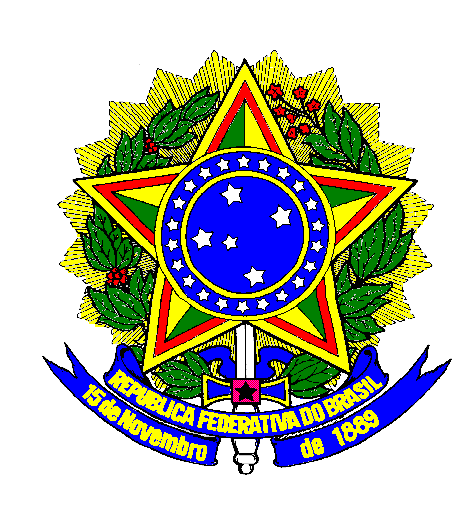 REPUBLICA FEDERATIVA DO BRASIL
15 de Novembro de 1889